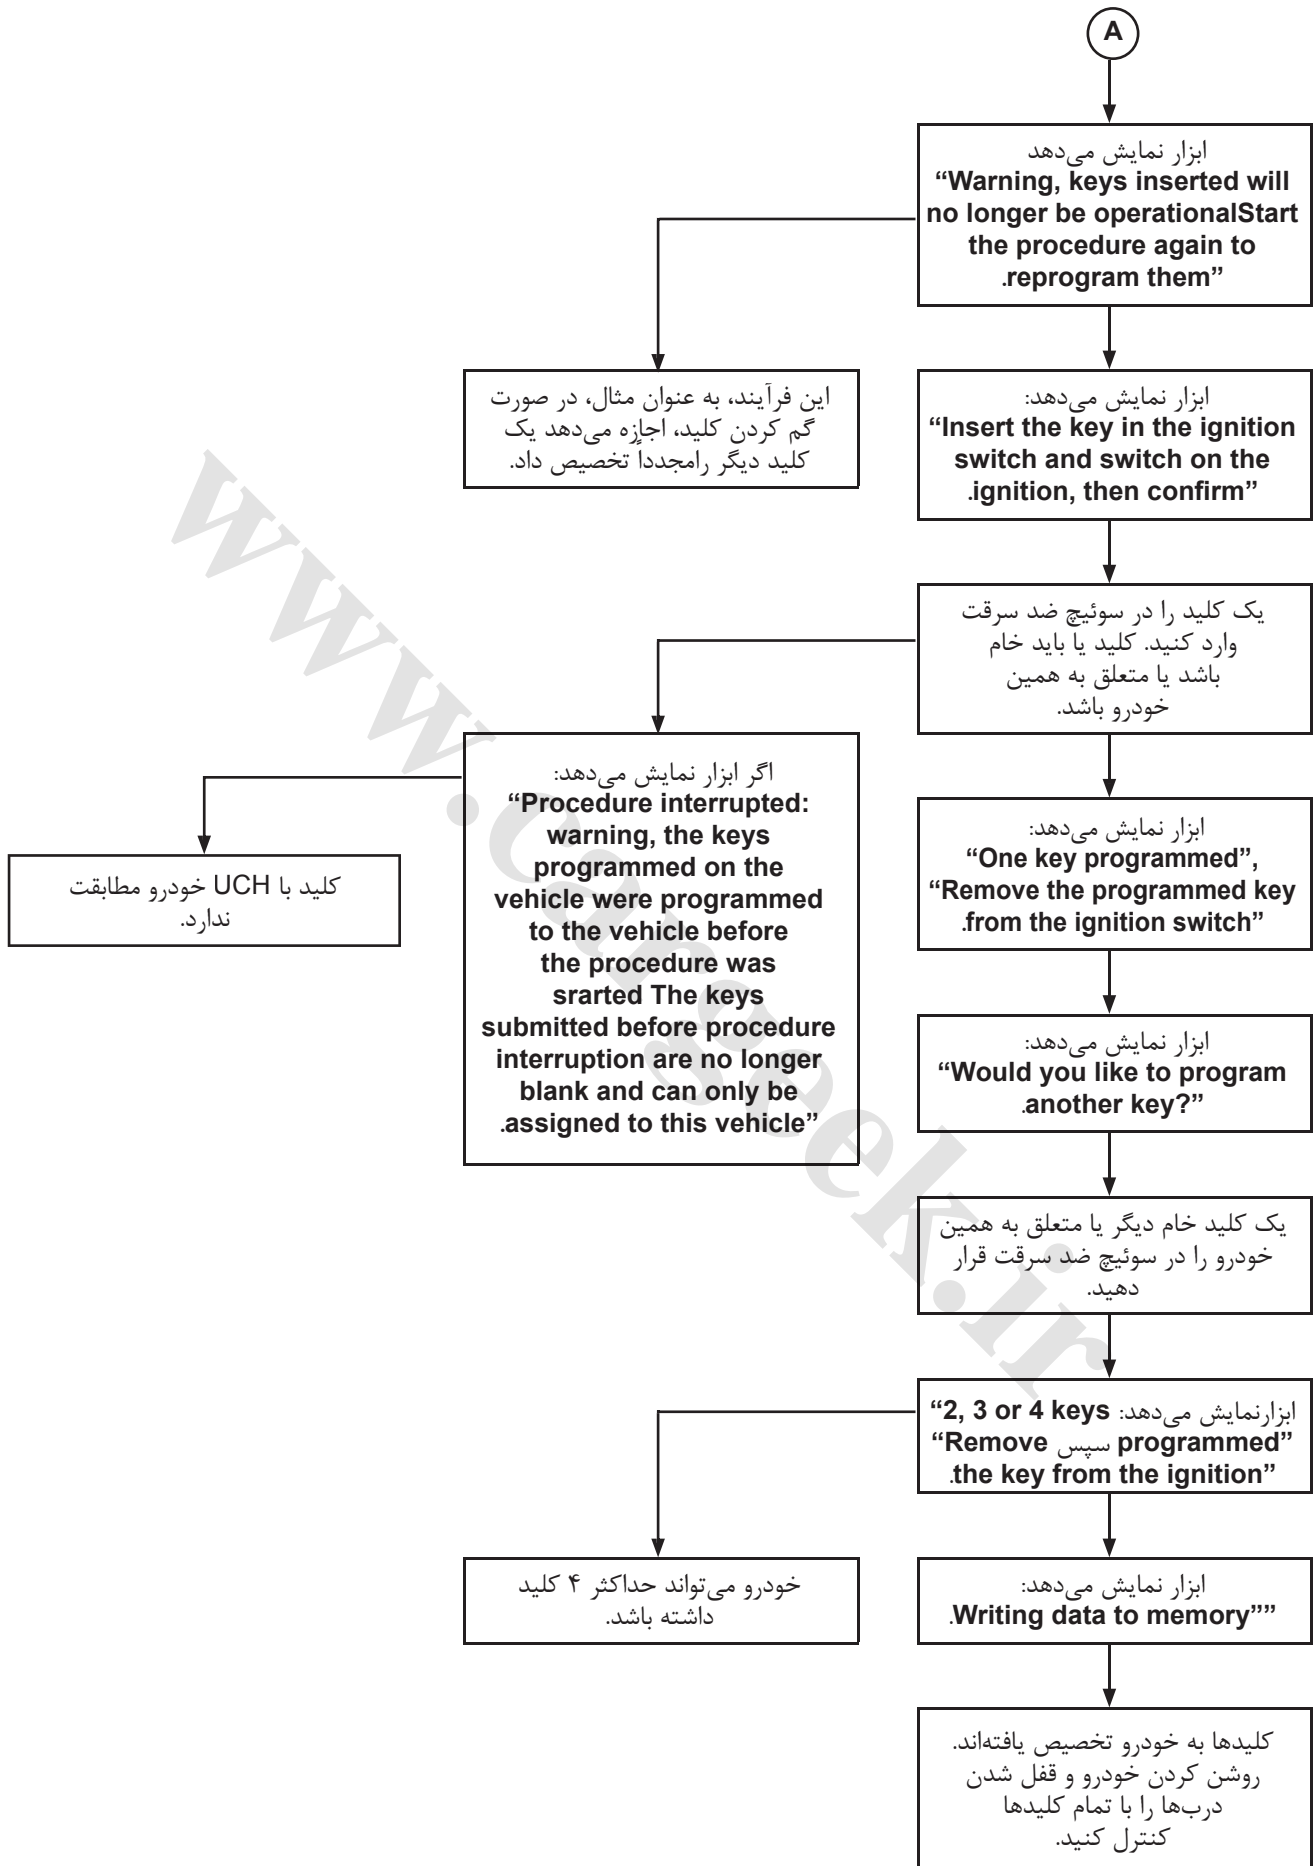 A
ابزار نمایش می‌دهد
“Warning, keys inserted will
no longer be operationalStart
the procedure again to
.reprogram them”
این فرآیند، به عنوان مثال، در صورت
گم کردن کلید، اجازه می‌دهد یک
کلید دیگر رامجدداً تخصیص داد.
ابزار نمایش می‌دهد:
“Insert the key in the ignition
switch and switch on the
.ignition, then confirm”
یک کلید را در سوئیچ ضد سرقت
وارد کنید. کلید یا باید خام
باشد یا متعلق به همین
خودرو باشد.
اگر ابزار نمایش می‌دهد:
“Procedure interrupted:
warning, the keys
programmed on the
vehicle were programmed
to the vehicle before
the procedure was
srarted The keys
submitted before procedure
interruption are no longer
blank and can only be
.assigned to this vehicle”
کلید با UCH خودرو مطابقت
ندارد.
ابزار نمایش می‌دهد:
“One key programmed”,
“Remove the programmed key
.from the ignition switch”
ابزار نمایش می‌دهد:
“Would you like to program
.another key?”
یک کلید خام دیگر یا متعلق به همین
خودرو را در سوئیچ ضد سرقت قرار
دهید.
ابزارنمایش می‌دهد: “2, 3 or 4 keys
programmed” سپس “Remove
.the key from the ignition”
خودرو می‌تواند حداکثر ۴ کلید
داشته باشد.
ابزار نمایش می‌دهد:
.Writing data to memory””
کلیدها به خودرو تخصیص یافته‌اند.
روشن کردن خودرو و قفل شدن
درب‌ها را با تمام کلیدها
کنترل کنید.
www.cargeek.ir